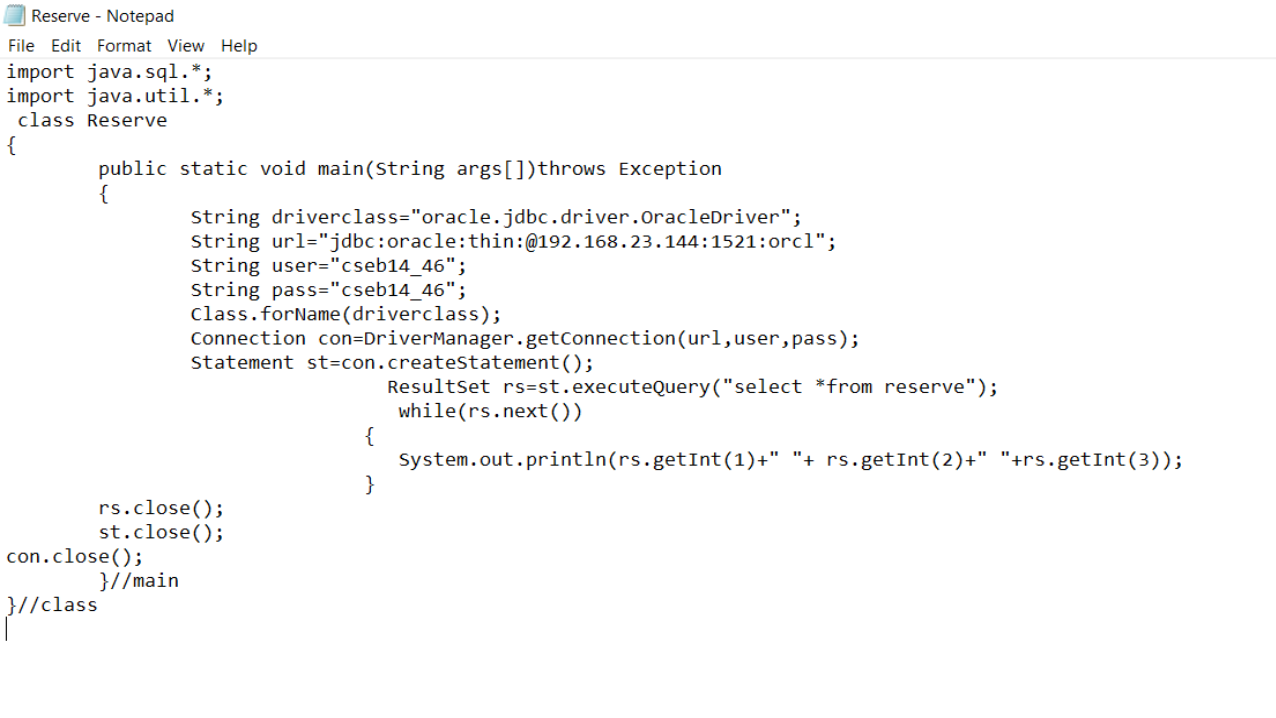 Reserve - Notepad
File Edit Format View Help
import java.sql.*;
import java.util.*;
 class Reserve
{
        public static void main(String args[])throws Exception
        {
                String driverclass="oracle.jdbc.driver.OracleDriver";
                String url="jdbc:oracle:thin:@192.168.23.144:1521:orcl";
                String user="cseb14_46";
                String pass="cseb14_46";
                Class.forName(driverclass);
                Connection con=DriverManager.getConnection(url,user,pass);
                Statement st=con.createStatement();
                                 ResultSet rs=st.executeQuery("select *from reserve");
                                  while(rs.next())
                               {
                                  System.out.println(rs.getInt(1)+" "+ rs.getInt(2)+" "+rs.getInt(3));
                               }
        rs.close();
        st.close();
con.close();
        }//main
}//class